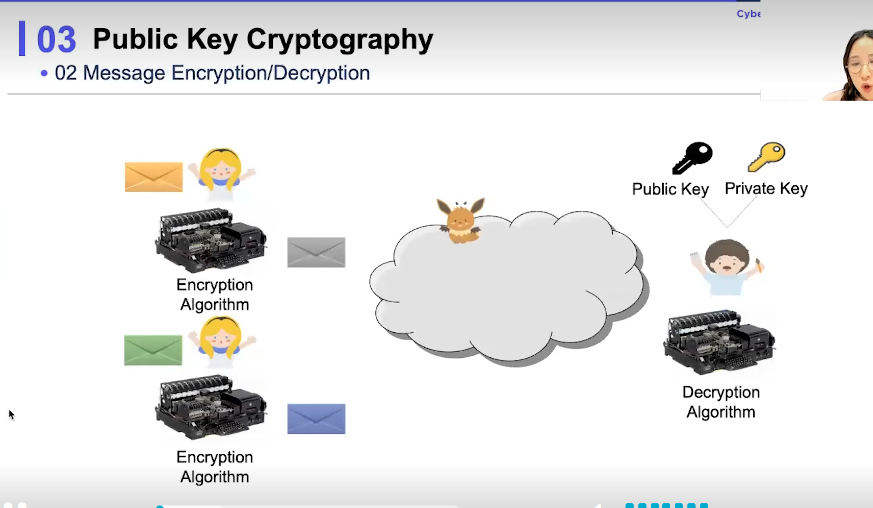 Cybe
03 Public Key Cryptography
• 02 Message Encryption/Decryption
Public Key
Private Key
Encryption
Algorithm
Encryption
Algorithm
Decryption
Algorithm